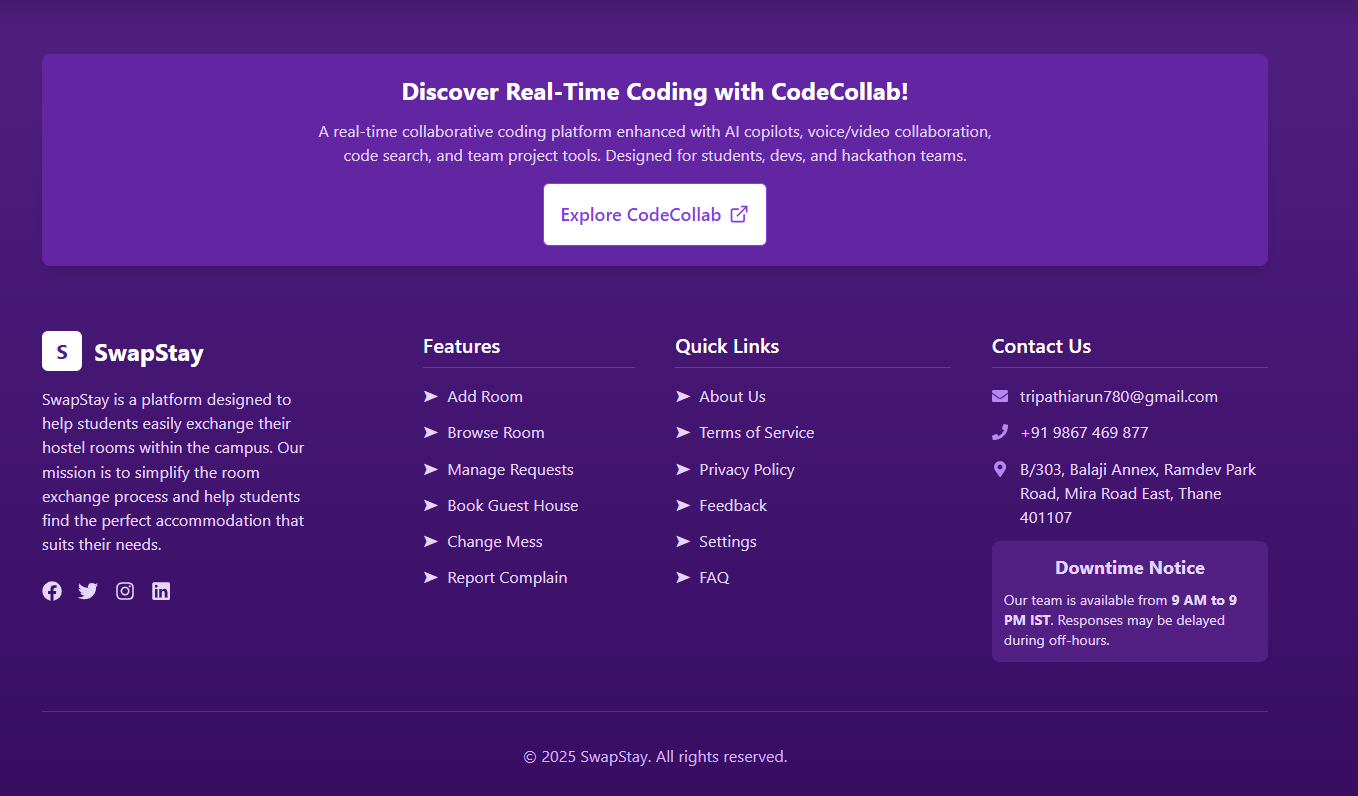 Discover Real-Time Coding with CodeCollab!
A real-time collaborative coding platform enhanced with AI copilots, voice/video collaboration,
code search, and team project tools. Designed for students, devs, and hackathon teams.
Explore CodeCollab
S SwapStay
SwapStay is a platform designed to
help students easily exchange their
hostel rooms within the campus. Our
mission is to simplify the room
exchange process and help students
find the perfect accommodation that
suits their needs.
Features
Add Room
Browse Room
Manage Requests
Book Guest House
Change Mess
Report Complain
Quick Links
About Us
Terms of Service
Privacy Policy
Feedback
Settings
FAQ
Contact Us
tripathiarun780@gmail.com
+91 9867 469 877
B/303, Balaji Annex, Ramdev Park
Road, Mira Road East, Thane
401107
Downtime Notice
Our team is available from 9 AM to 9
PM IST. Responses may be delayed
during off-hours.
© 2025 SwapStay. All rights reserved.